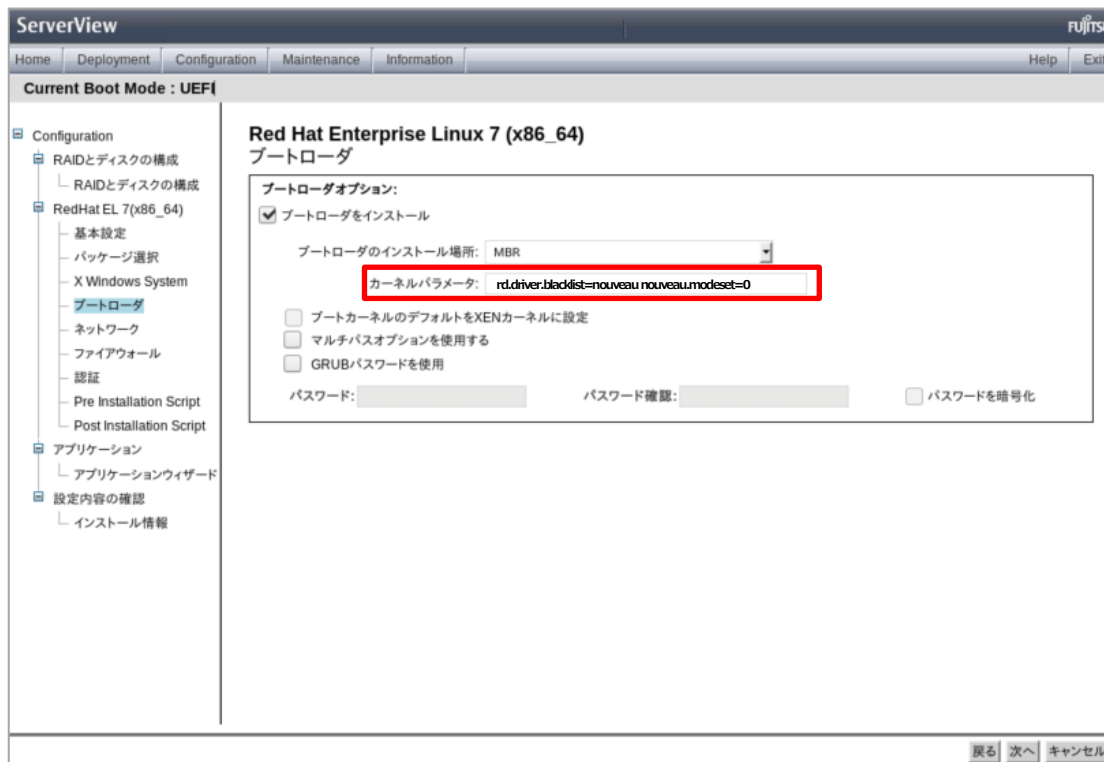 ServerView
FUJITS
Home Deployment Configuration Maintenance Information Help Exit
Current Boot Mode : UEFI
Configuration
RAIDとディスクの構成
RAIDとディスクの構成
RedHat EL 7(x86_64)
基本設定
パッケージ選択
X Windows System
ブートローダ
ネットワーク
ファイアウォール
認証
Pre Installation Script
Post Installation Script
アプリケーション
アプリケーションウィザード
設定内容の確認
インストール情報
Red Hat Enterprise Linux 7 (x86_64)
ブートローダ
ブートローダオプション:
ブートローダをインストール
ブートローダのインストール場所: MBR
カーネルパラメータ: rd.driver.blacklist=nouveau nouveau.modeset=0
ブートカーネルのデフォルトをXENカーネルに設定
マルチパスオプションを使用する
GRUBパスワードを使用
パスワード: パスワード確認: パスワードを暗号化
戻る 次へ キャンセル